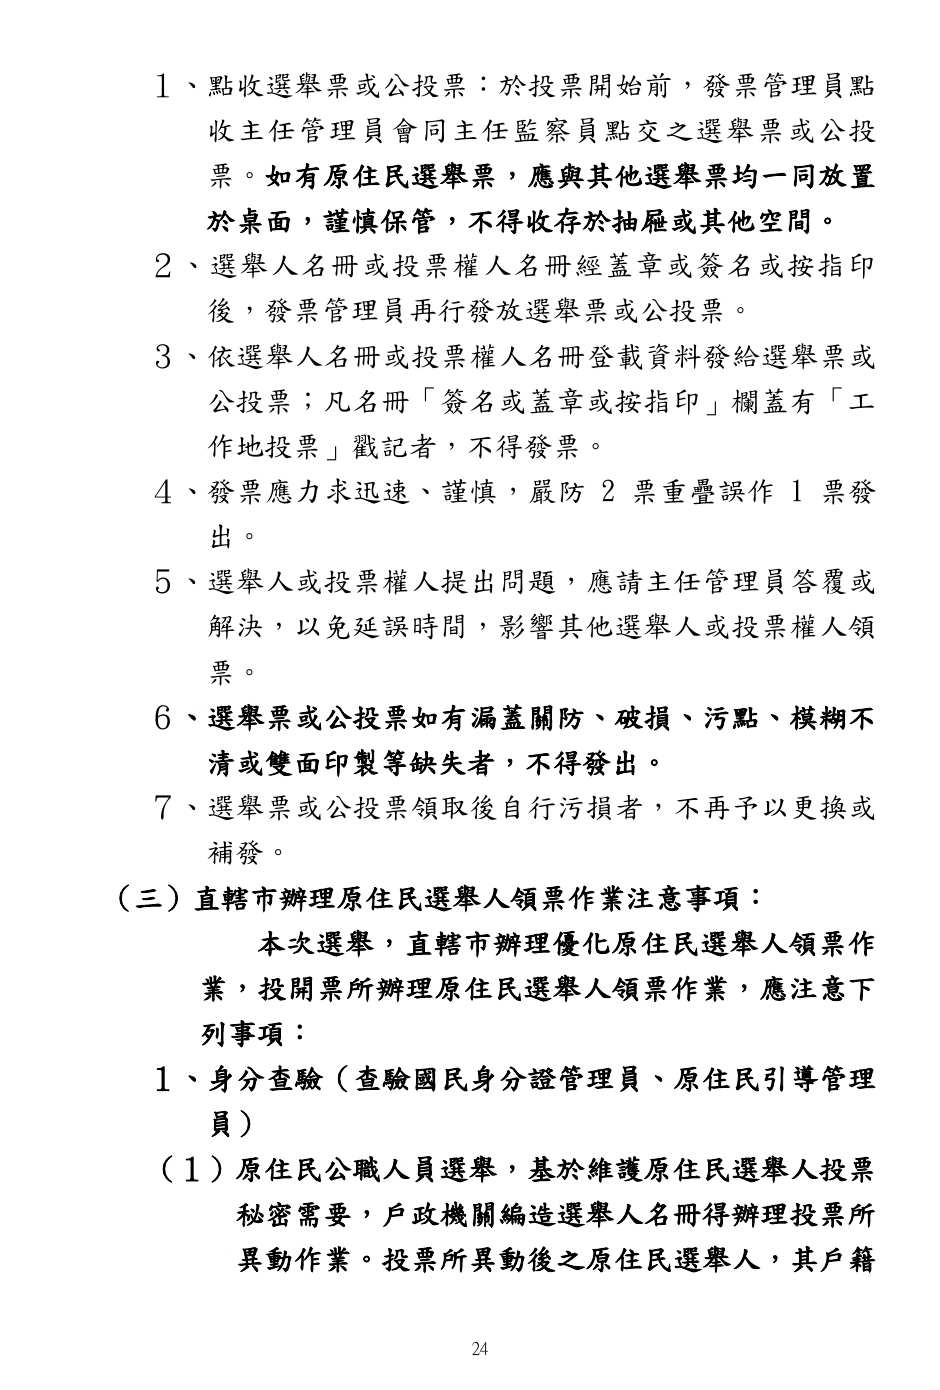 １、點收選舉票或公投票：於投票開始前，發票管理員點
收主任管理員會同主任監察員點交之選舉票或公投
票。如有原住民選舉票，應與其他選舉票均一同放置
於桌面，謹慎保管，不得收存於抽屜或其他空間。
２、選舉人名冊或投票權人名冊經蓋章或簽名或按指印
後，發票管理員再行發放選舉票或公投票。
３、依選舉人名冊或投票權人名冊登載資料發給選舉票或
公投票；凡名冊「簽名或蓋章或按指印」欄蓋有「工
作地投票」戳記者，不得發票。
４、發票應力求迅速、謹慎，嚴防 2 票重疊誤作 1 票發
出。
５、選舉人或投票權人提出問題，應請主任管理員答覆或
解決，以免延誤時間，影響其他選舉人或投票權人領
票。
６、選舉票或公投票如有漏蓋關防、破損、污點、模糊不
清或雙面印製等缺失者，不得發出。
７、選舉票或公投票領取後自行污損者，不再予以更換或
補發。
（三）直轄市辦理原住民選舉人領票作業注意事項：
本次選舉，直轄市辦理優化原住民選舉人領票作
業，投開票所辦理原住民選舉人領票作業，應注意下
列事項：
１、身分查驗（查驗國民身分證管理員、原住民引導管理
員）
（１）原住民公職人員選舉，基於維護原住民選舉人投票
秘密需要，戶政機關編造選舉人名冊得辦理投票所
異動作業。投票所異動後之原住民選舉人，其戶籍
24